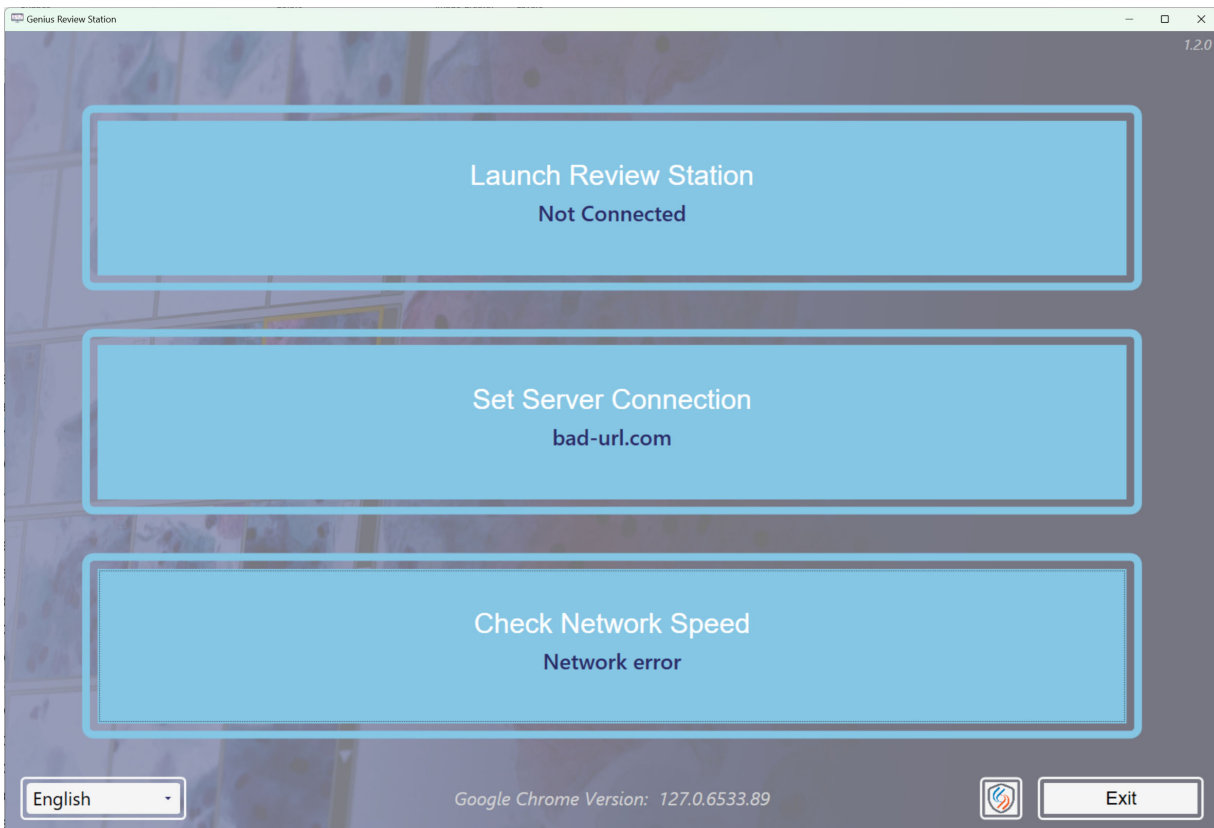 Genius Review Station
1.2.0
Launch Review Station
Not Connected
Set Server Connection
bad-url.com
Check Network Speed
Network error
English
Google Chrome Version: 127.0.6533.89
Exit